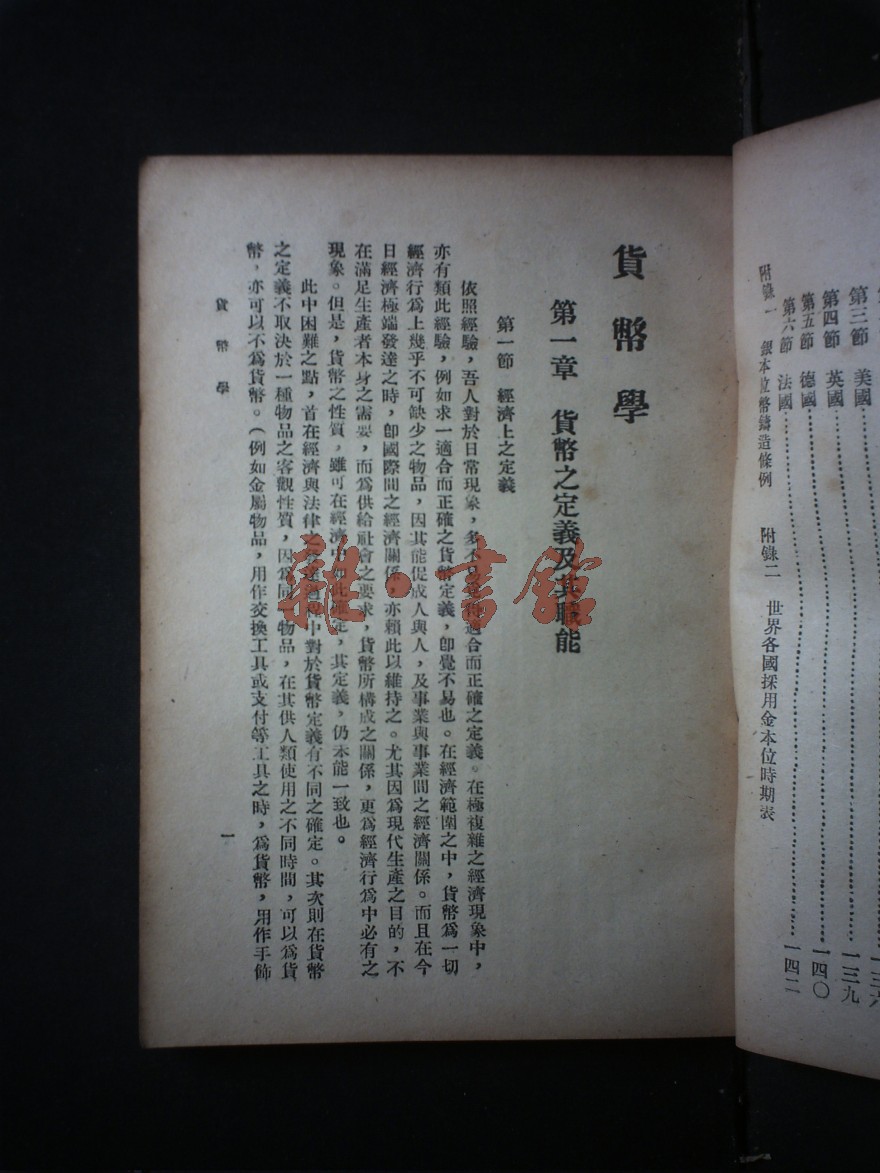 第三節　美國⋯⋯⋯⋯一三九
第四節　英國⋯⋯⋯⋯一四〇
第五節　德國
第六節　法國⋯⋯⋯⋯一四二
附錄一　銀本位幣鑄造條例　附錄二　世界各國採用金本位時期表
貨幣學
第一章　貨幣之定義及其職能
第一節　經濟上之定義
依照經驗，吾人對於日常現象，多不易適合而正確之定義。在極複雜之經濟現象中，
亦有類此經驗，例如求一適合而正確之貨幣定義，卽覺不易也。在經濟範圍之中，貨幣爲一切
經濟行爲上幾乎不可缺少之物品，因其能促成人與人，及事業與事業間之經濟關係。而且在今
日經濟極端發達之時，卽國際間之經濟關係，亦賴此以維持之。尤其因爲現代生產之目的，不
在滿足生產者本身之需要，而爲供給社會之要求，貨幣所構成之關係，更爲經濟行爲中必有之
現象。但是，貨幣之性質，雖可在經濟中如此確定，其定義，仍未能一致也。
此中困難之點，首在經濟與法律之過程中對於貨幣定義有不同之確定。其次則在貨幣
之定義不取決於一種物品之客觀性質，因爲同一物品，在其供人類使用之不同時間，可以爲貨
幣，亦可以不爲貨幣。（例如金屬物品，用作交換工具或支付等工具之時，爲貨幣，用作手飾
貨幣學
一
雜·書館